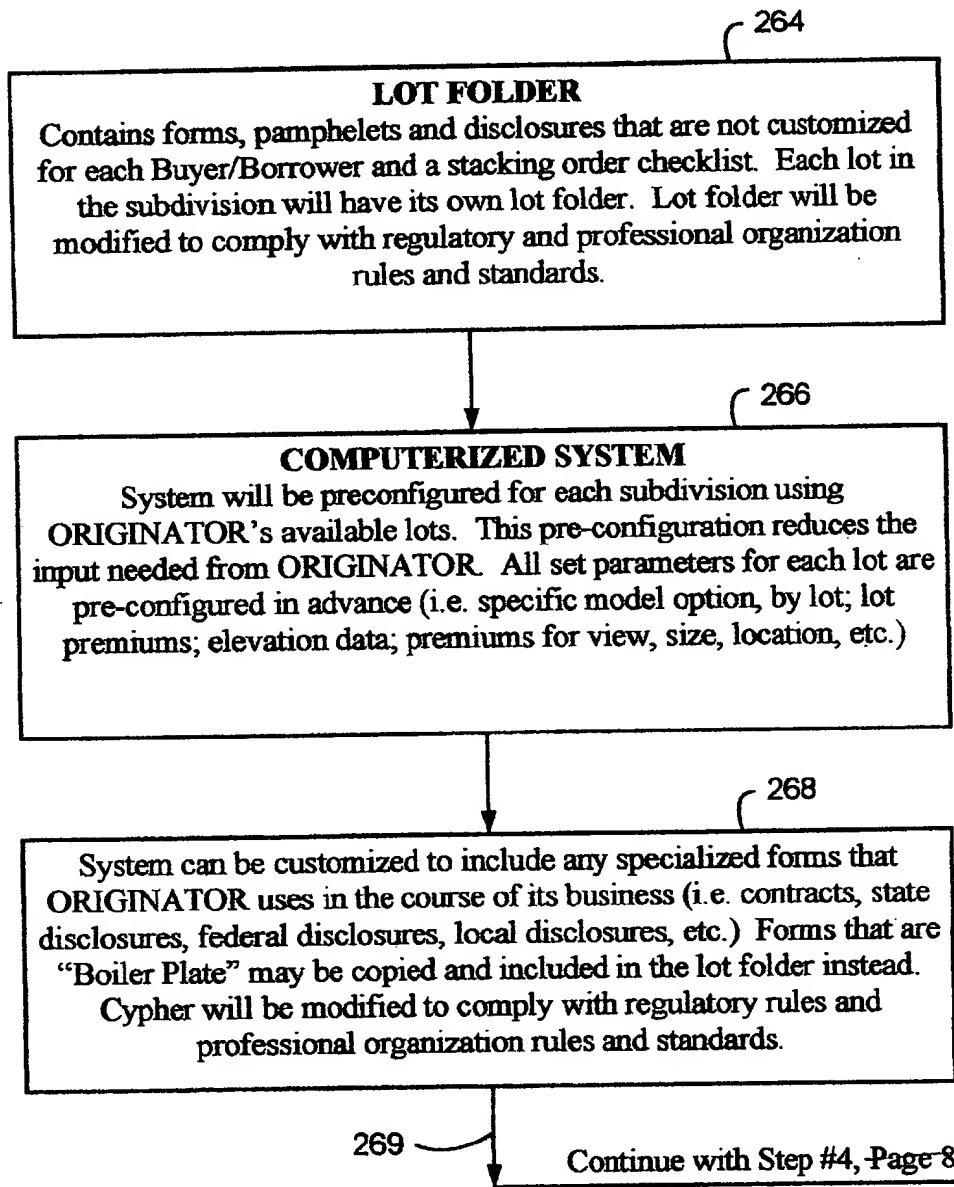 264
LOT FOLDER
Contains forms, pamphelets and disclosures that are not customized
for each Buyer/Borrower and a stacking order checklist. Each lot in
the subdivision will have its own lot folder. Lot folder will be
modified to comply with regulatory and professional organization
rules and standards.
266
COMPUTERIZED SYSTEM
System will be preconfigured for each subdivision using
ORIGINATOR's available lots. This pre-configuration reduces the
input needed from ORIGINATOR. All set parameters for each lot are
pre-configured in advance (i.e. specific model option, by lot; lot
premiums; elevation data; premiums for view, size, location, etc.)
268
System can be customized to include any specialized forms that
ORIGINATOR uses in the course of its business (i.e. contracts, state
disclosures, federal disclosures, local disclosures, etc.) Forms that are
“Boiler Plate” may be copied and included in the lot folder instead.
Cypher will be modified to comply with regulatory rules and
professional organization rules and standards.
269
Continue with Step #4, Page 8